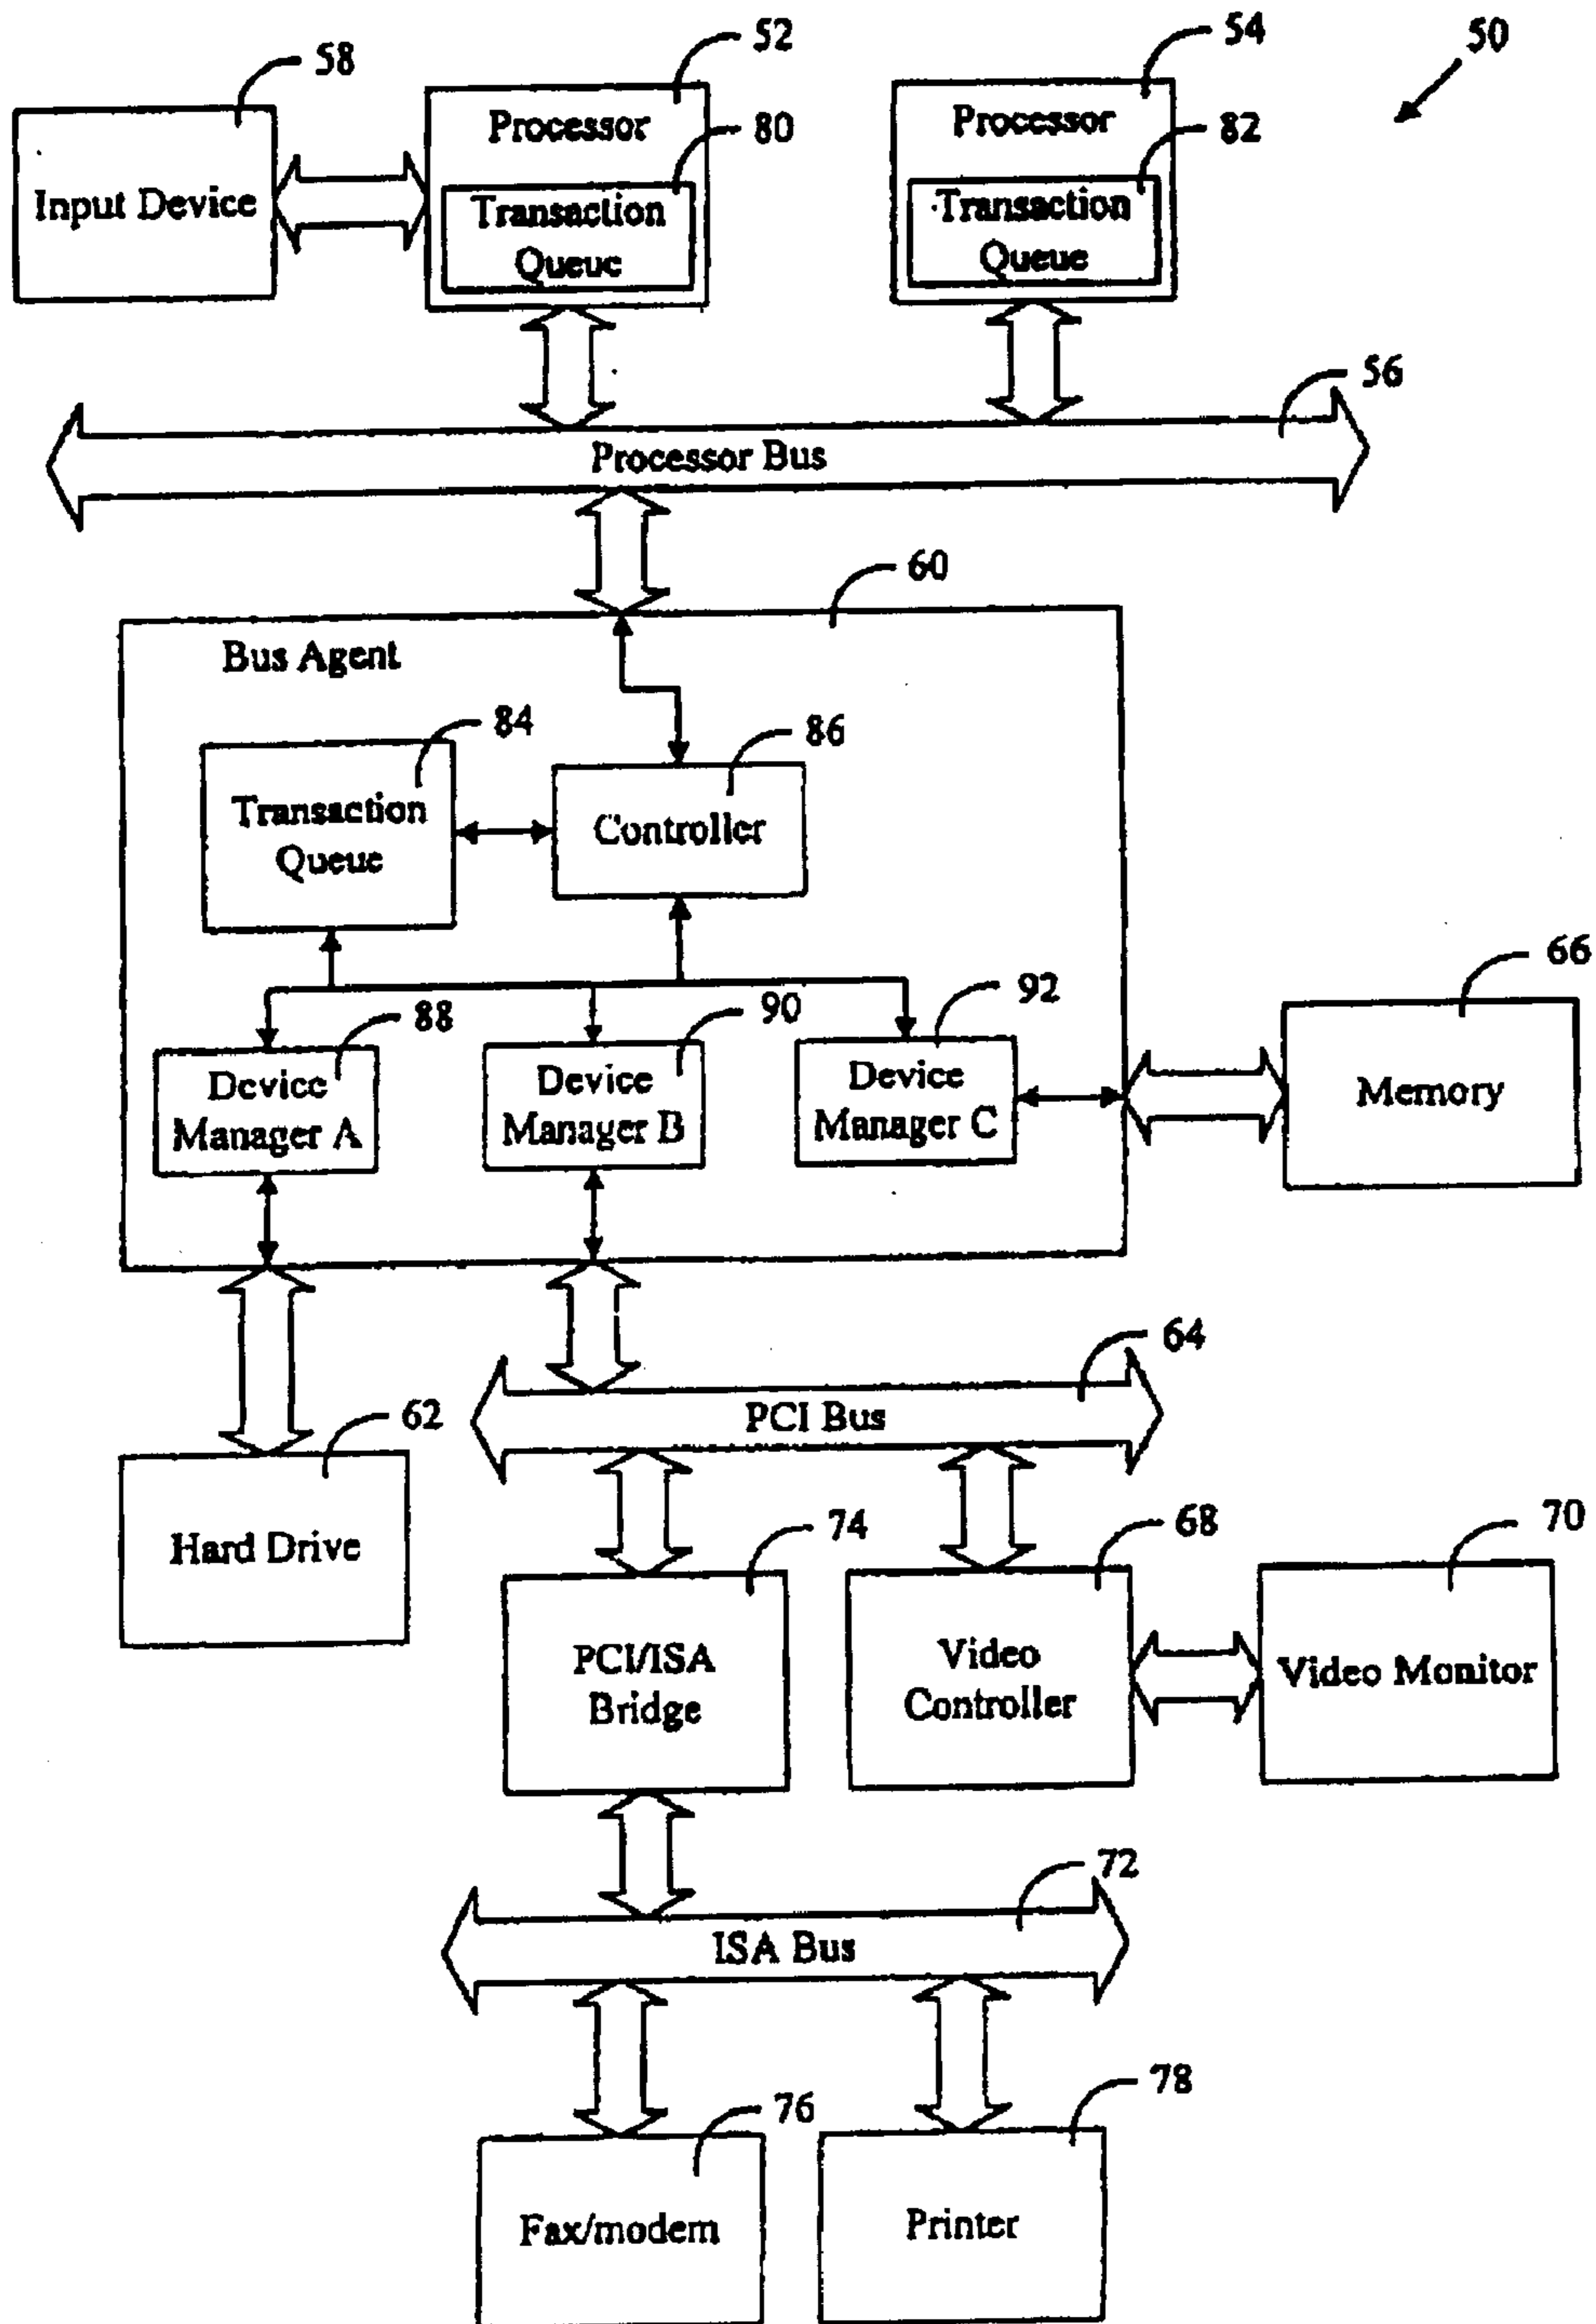 52
54
50
58
Processor
80
Processor
82
Input Device
Transaction
Queue
Transaction
Queue
56
Processor Bus
60
Bus Agent
84
86
Transaction
Queue
Controller
66
88
90
92
Device
Manager A
Device
Manager B
Device
Manager C
Memory
64
PCI Bus
62
74
68
70
Hard Drive
PCI/ISA
Bridge
Video
Controller
Video Monitor
72
ISA Bus
76
78
Fax/modem
Printer